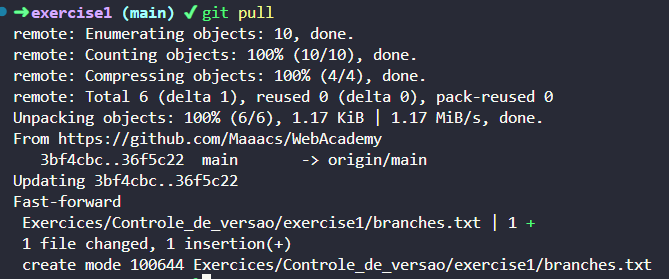 ➜exercise1 (main) ✓ git pull
remote: Enumerating objects: 10, done.
remote: Counting objects: 100% (10/10), done.
remote: Compressing objects: 100% (4/4), done.
remote: Total 6 (delta 1), reused 0 (delta 0), pack-reused 0
Unpacking objects: 100% (6/6), 1.17 KiB | 1.17 MiB/s, done.
From https://github.com/Maaacs/WebAcademy
   3bf4cbc..36f5c22  main       -> origin/main
Updating 3bf4cbc..36f5c22
Fast-forward
 Exercices/Controle_de_versao/exercise1/branches.txt | 1 +
 1 file changed, 1 insertion(+)
 create mode 100644 Exercices/Controle_de_versao/exercise1/branches.txt